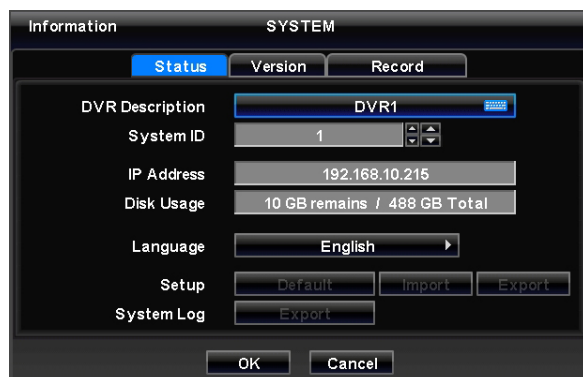 Information SYSTEM
Status Version Record
DVR Description DVR1
System ID 1
IP Address 192.168.10.215
Disk Usage 10 GB remains / 488 GB Total
Language English
Setup Default Import Export
System Log Export
OK Cancel